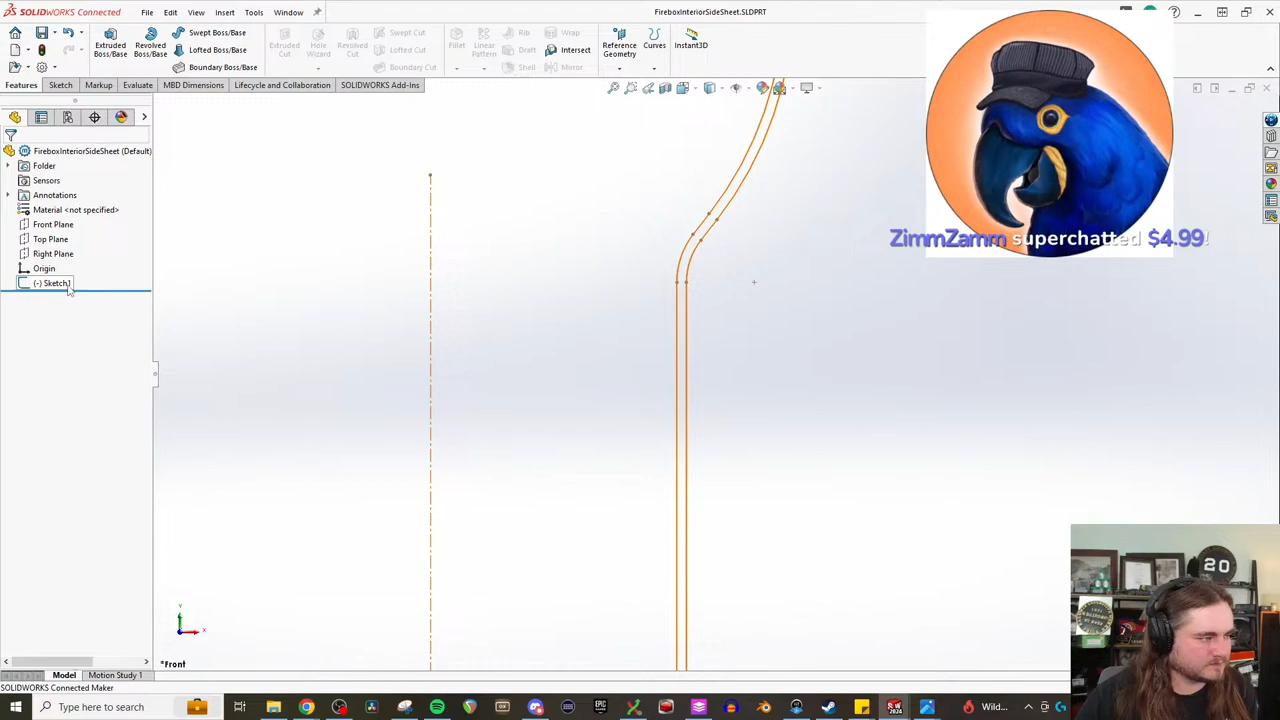 SOLIDWORKS Connected
File
Edit
View
Insert
Tools
Window
FireboxInteriorSideSheet.SLDPRT
Extruded Boss/Base
Revolved Boss/Base
Swept Boss/Base
Lofted Boss/Base
Boundary Boss/Base
Extruded Cut
Hole Wizard
Revolved Cut
Swept Cut
Lofted Cut
Boundary Cut
Fillet
Linear Pattern
Rib
Draft
Shell
Wrap
Intersect
Mirror
Reference Geometry
Curves
Instant3D
Features
Sketch
Markup
Evaluate
MBD Dimensions
Lifecycle and Collaboration
SOLIDWORKS Add-Ins
FireboxInteriorSideSheet (Default)
Folder
Sensors
Annotations
Material <not specified>
Front Plane
Top Plane
Right Plane
Origin
(-) Sketch1
ZimmZamm superchatted $4.99!
Y
X
*Front
20
Model
Motion Study 1
SOLIDWORKS Connected Maker
Type here to search
Wild...